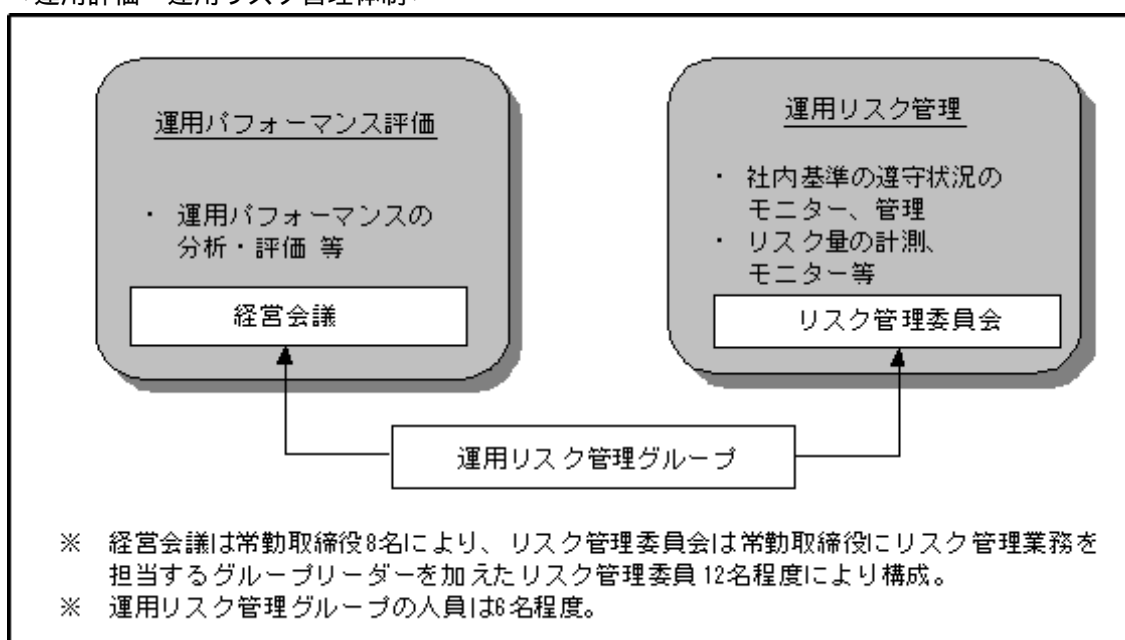 運用パフォーマンス評価
・ 運用パフォーマンスの
分析・評価 等
経営会議
運用リスク管理
・ 社内基準の遵守状況の
モニター、管理
・ リスク量の計測、
モニター等
リスク管理委員会
運用リスク管理グループ
※ 経営会議は常勤取締役8名により、リスク管理委員会は常勤取締役にリスク管理業務を
担当するグループリーダーを加えたリスク管理委員12名程度により構成。
※ 運用リスク管理グループの人員は6名程度。